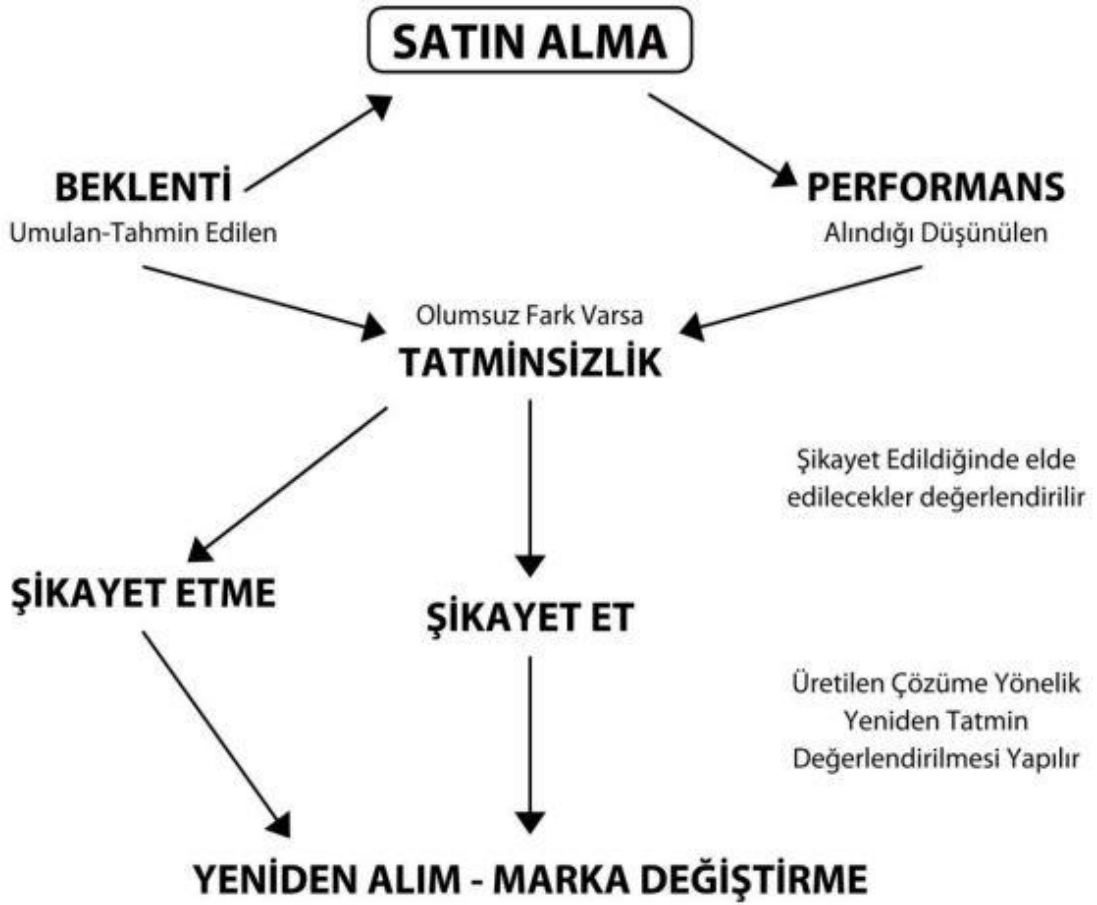 SATIN ALMA
BEKLENTİ
Umulan-Tahmin Edilen
PERFORMANS
Alındığı Düşünülen
Olumsuz Fark Varsa
TATMİNSİZLİK
Şikayet Edildiğinde elde
edilecekler değerlendirilir
ŞİKAYET ETME
ŞİKAYET ET
Üretilen Çözüme Yönelik
Yeniden Tatmin
Değerlendirilmesi Yapılır
YENİDEN ALIM - MARKA DEĞİŞTİRME